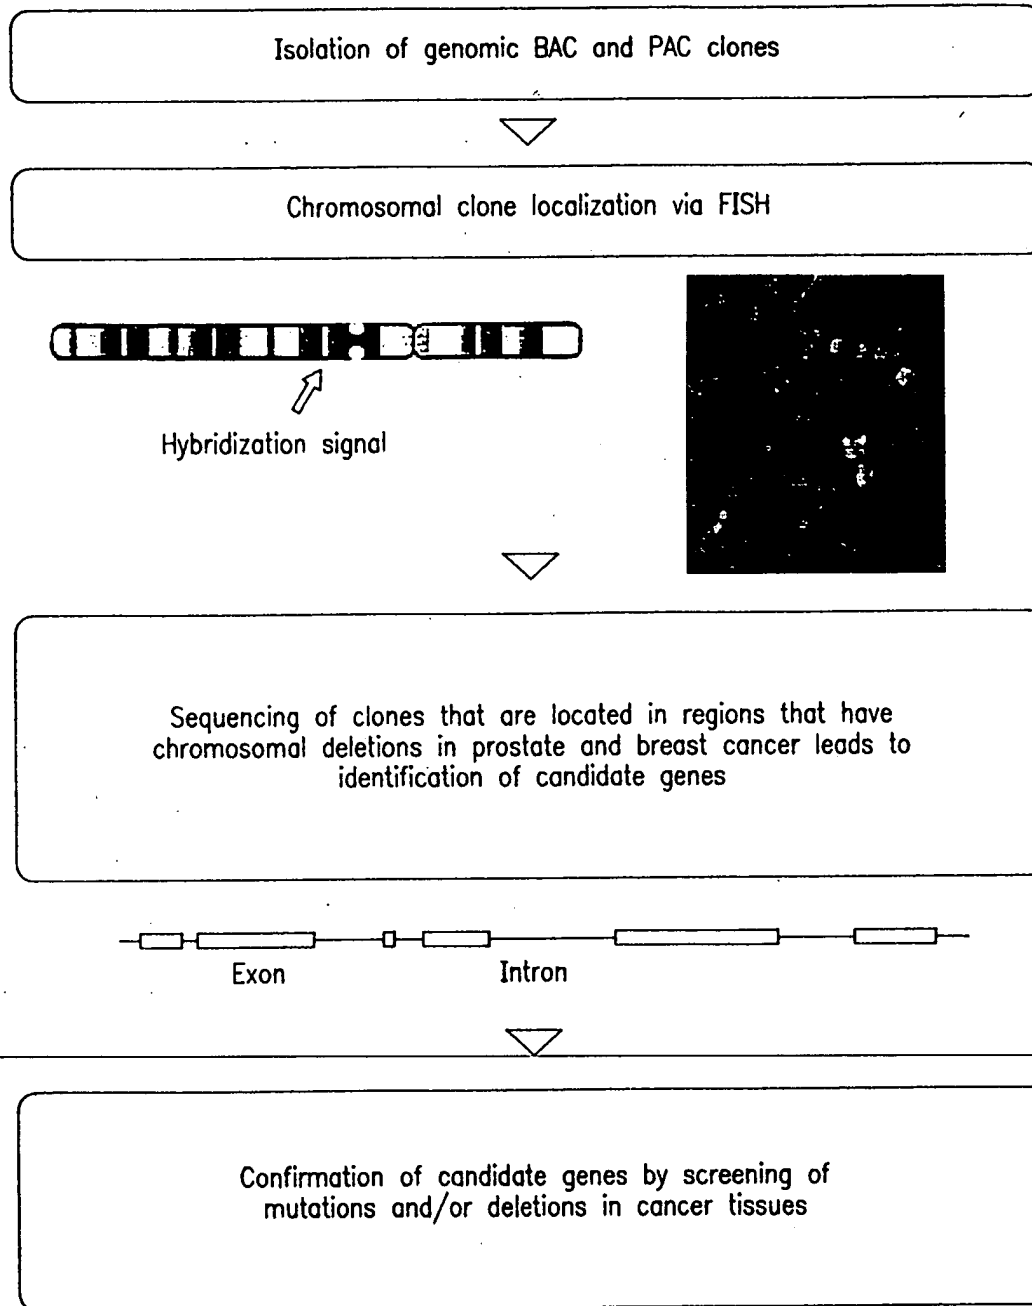 Isolation of genomic BAC and PAC clones
Chromosomal clone localization via FISH
Hybridization signal
Sequencing of clones that are located in regions that have
chromosomal deletions in prostate and breast cancer leads to
identification of candidate genes
Exon
Intron
Confirmation of candidate genes by screening of
mutations and/or deletions in cancer tissues